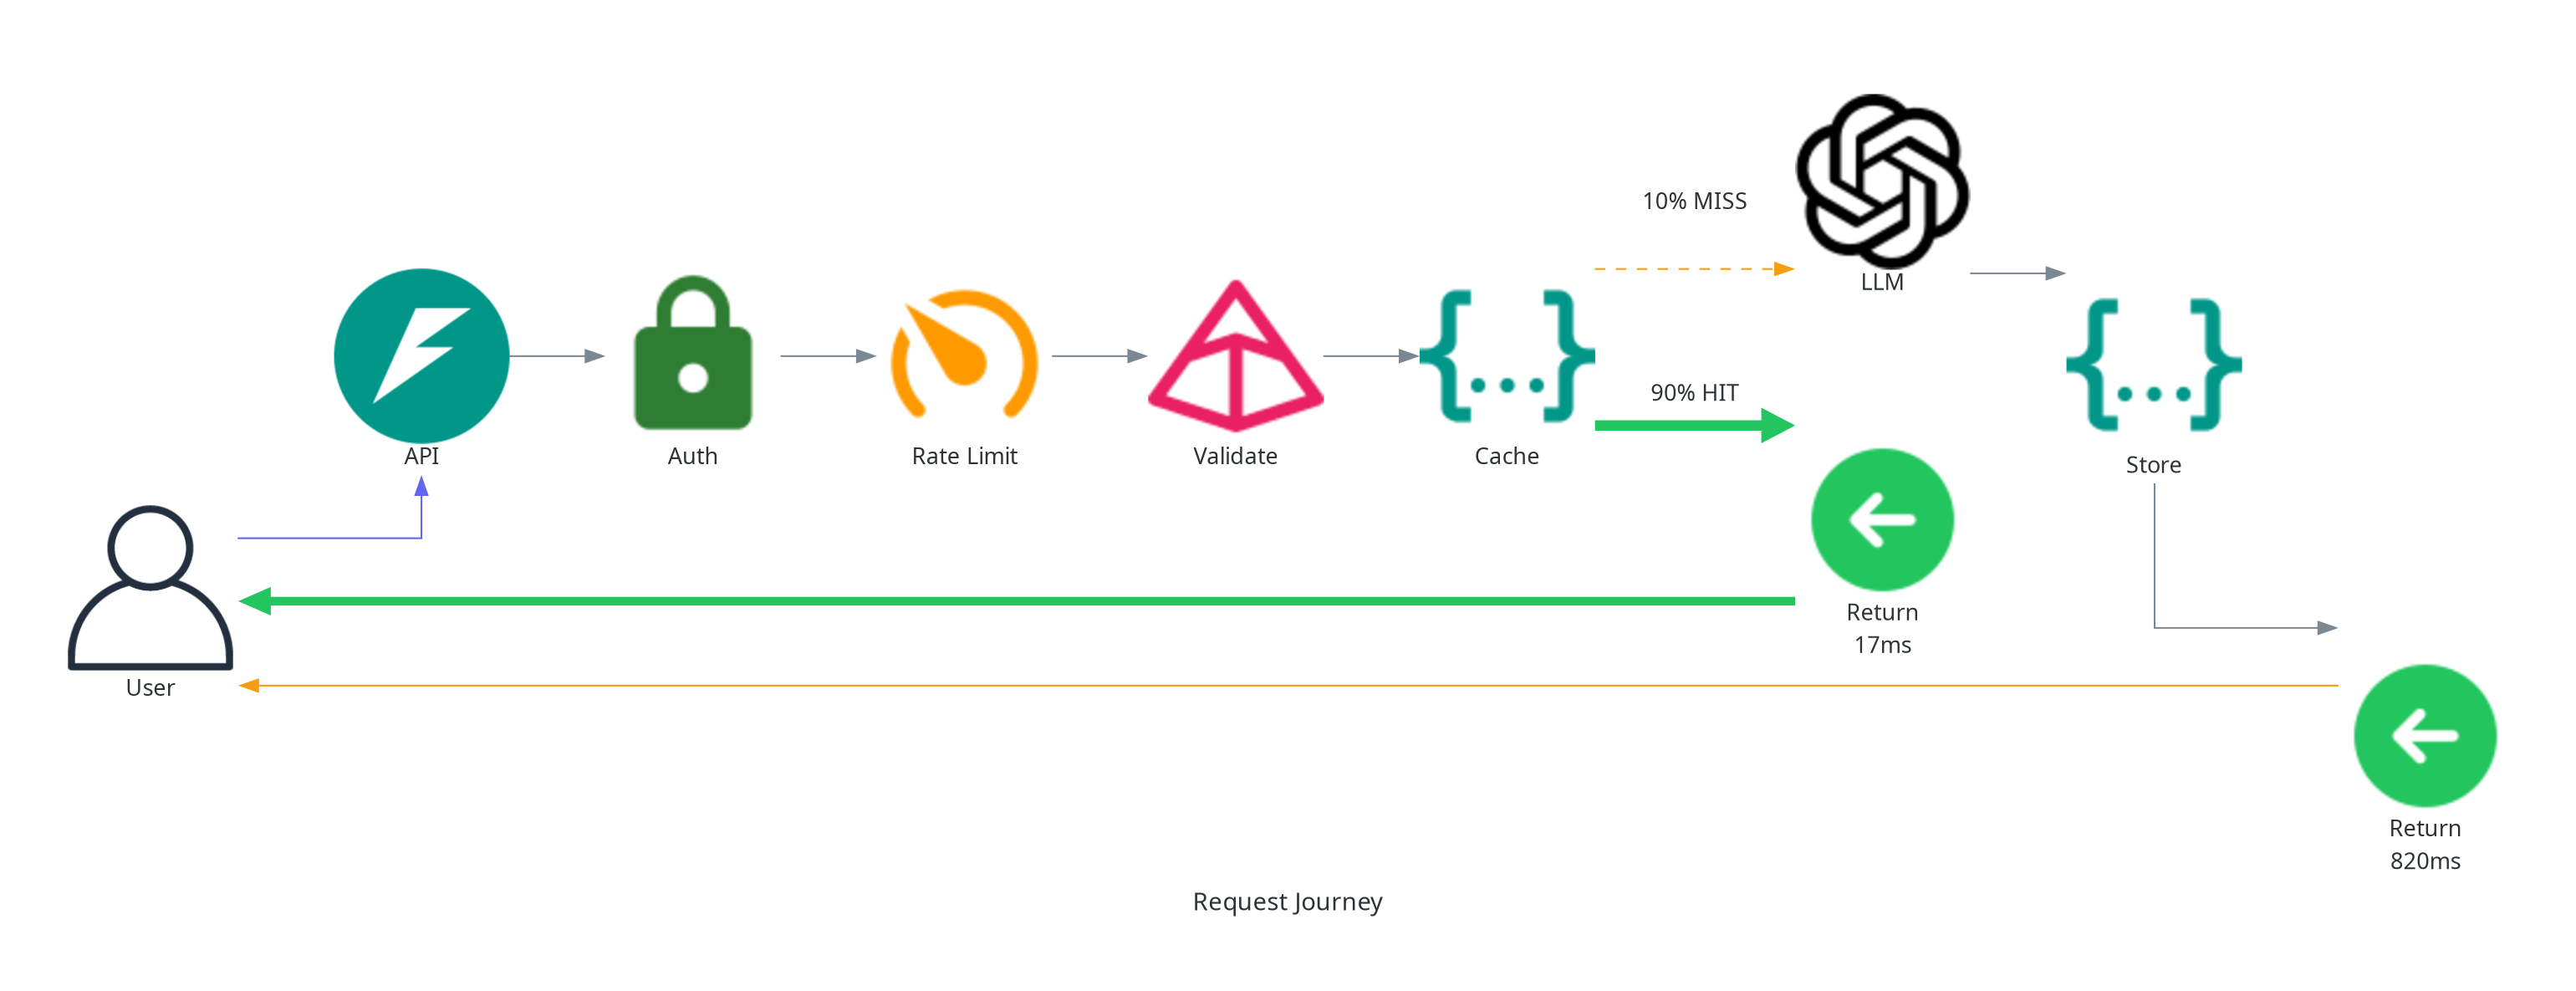 10% MISS
LLM
90% HIT
API
Auth
Rate Limit
Validate
Cache
Store
Return
17ms
User
Return
820ms
Request Journey